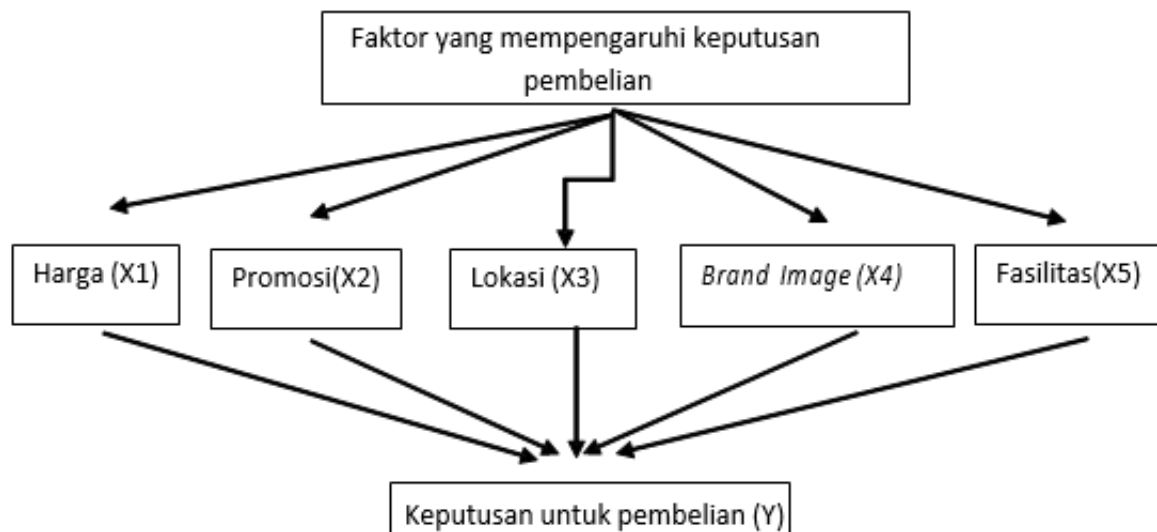 Faktor yang mempengaruhi keputusan
pembelian
Harga (X1)
Promosi(X2)
Lokasi (X3)
Brand Image (X4)
Fasilitas(X5)
Keputusan untuk pembelian (Y)